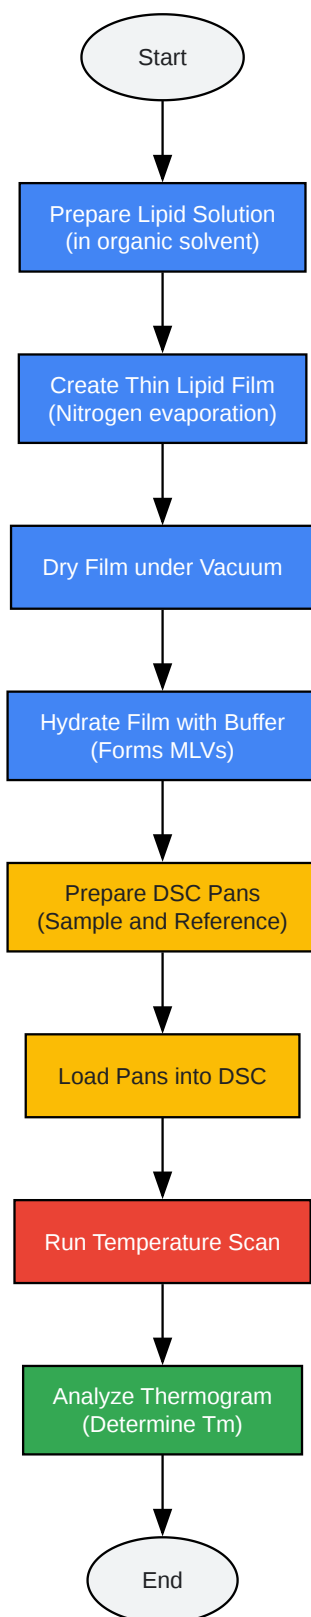 Start
Prepare Lipid Solution
(in organic solvent)
Create Thin Lipid Film
(Nitrogen evaporation)
Dry Film under Vacuum
Hydrate Film with Buffer
(Forms MLVs)
Prepare DSC Pans
(Sample and Reference)
Load Pans into DSC
Run Temperature Scan
Analyze Thermogram
(Determine Tm)
End